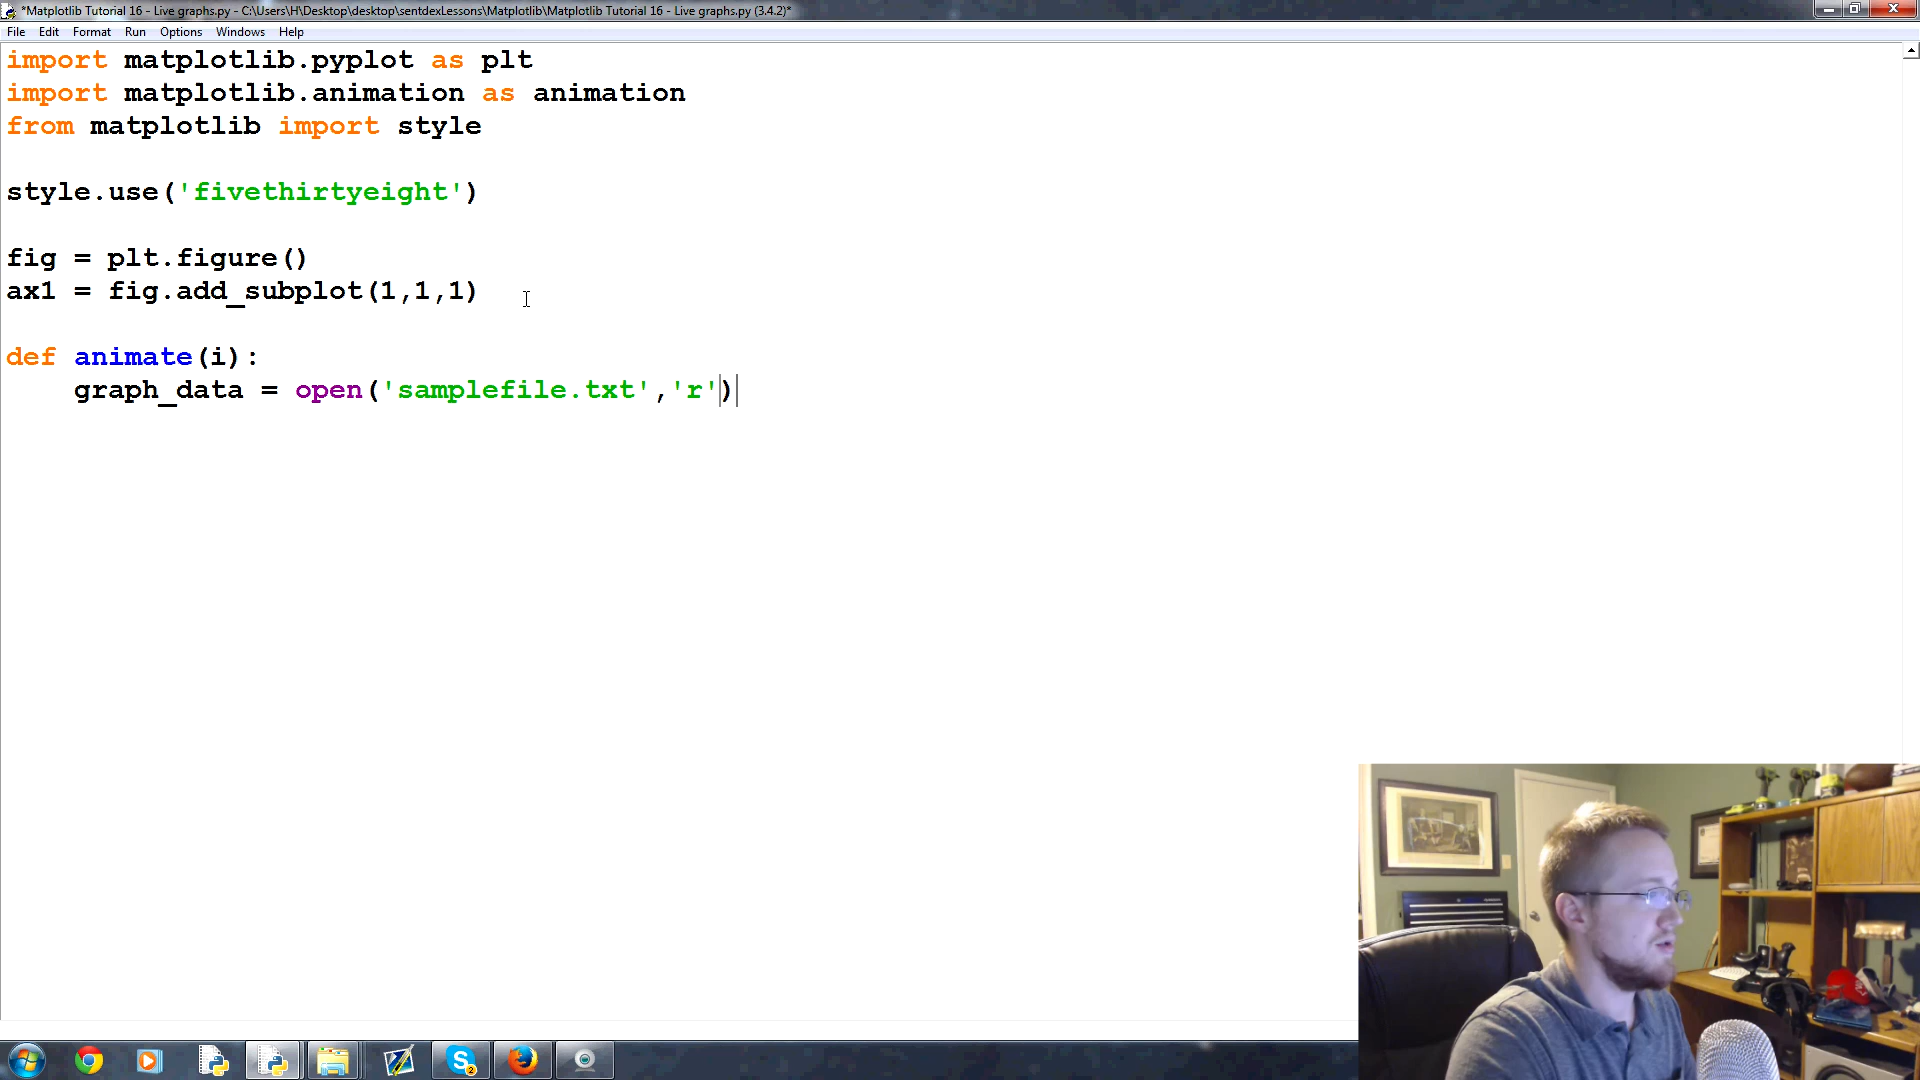 *Matplotlib Tutorial 16 - Live graphs.py - C:\Users\H\Desktop\desktop\sentdexLessons\Matplotlib\Matplotlib Tutorial 16 - Live graphs.py (3.4.2)*
File Edit Format Run Options Windows Help
import matplotlib.pyplot as plt
import matplotlib.animation as animation
from matplotlib import style
style.use('fivethirtyeight')
fig = plt.figure()
ax1 = fig.add_subplot(1,1,1)
def animate(i):
graph_data = open('samplefile.txt','r')
S 2